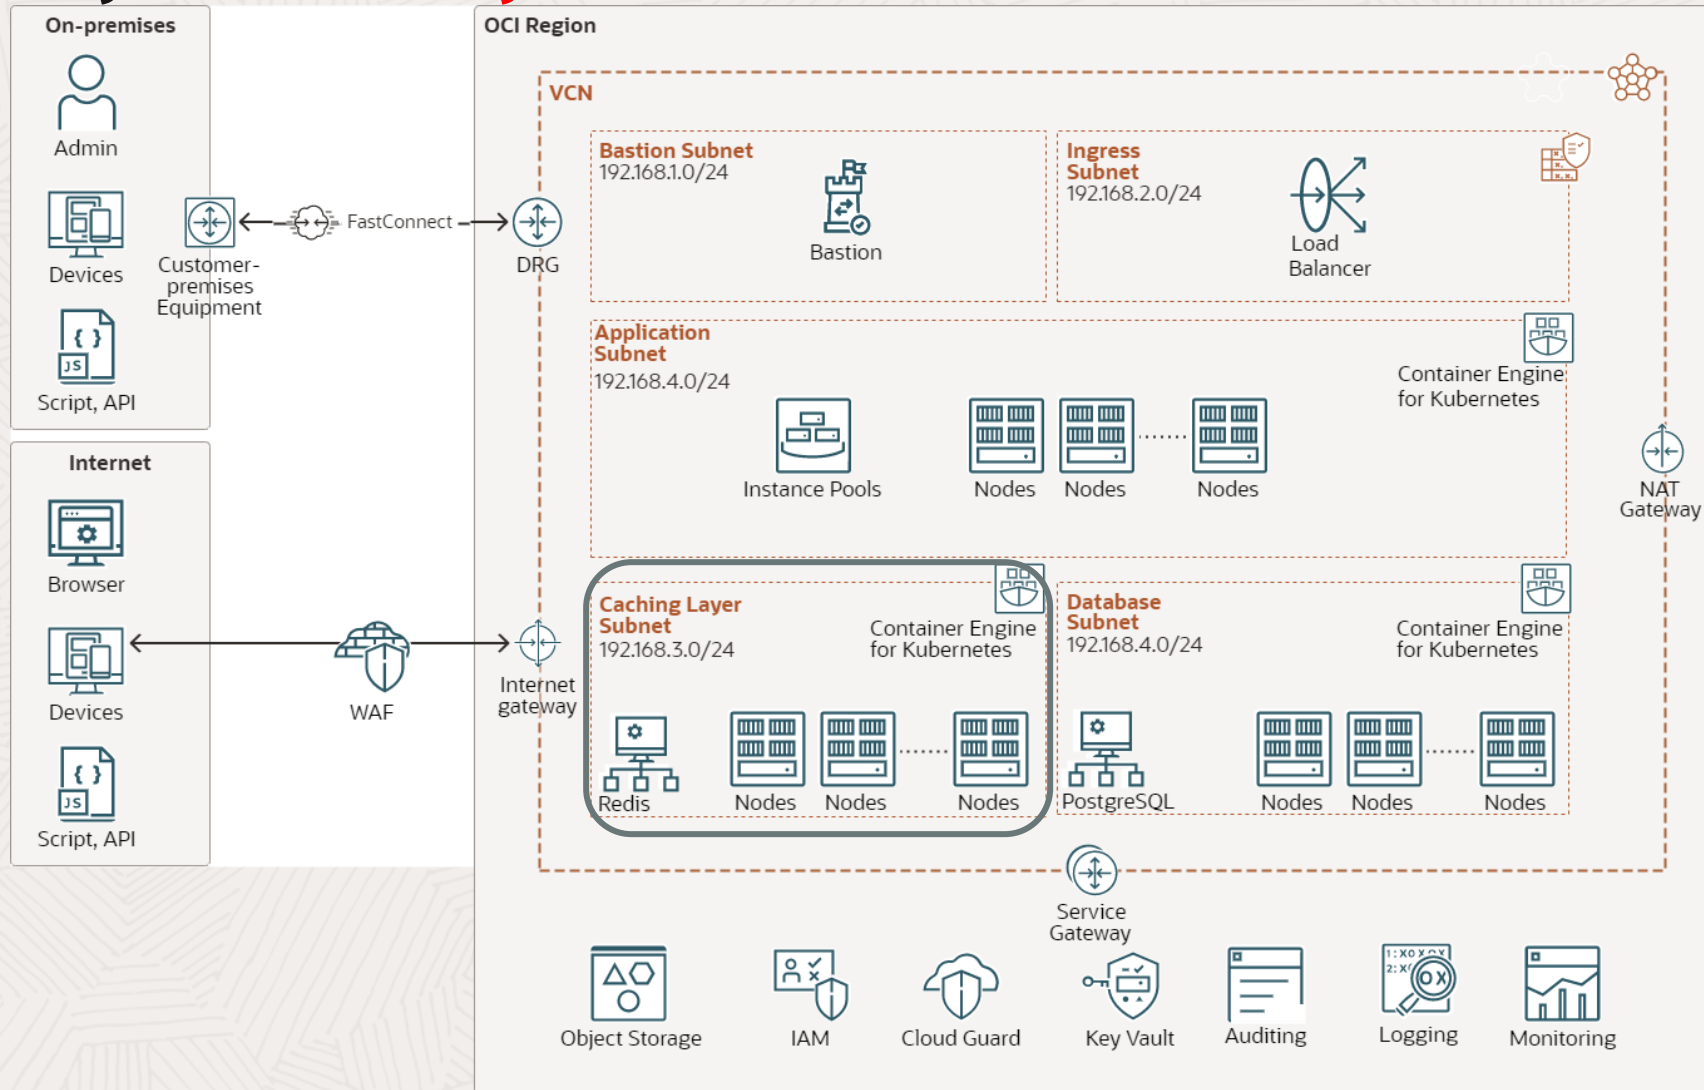 On-premises
Admin
Devices
Script, API
Customer-
premises
Equipment
FastConnect
DRG
Internet
Browser
Devices
Script, API
WAF
Internet
gateway
OCI Region
VCN
Bastion Subnet
192.168.1.0/24
Bastion
Ingress
Subnet
192.168.2.0/24
Load
Balancer
Application
Subnet
192.168.4.0/24
Container Engine
for Kubernetes
Instance Pools
Nodes
Nodes
Nodes
NAT
Gateway
Caching Layer
Subnet
192.168.3.0/24
Container Engine
for Kubernetes
Redis
Nodes
Nodes
Nodes
Database
Subnet
192.168.4.0/24
Container Engine
for Kubernetes
PostgreSQL
Nodes
Nodes
Nodes
Service
Gateway
Object Storage
IAM
Cloud Guard
Key Vault
Auditing
Logging
Monitoring